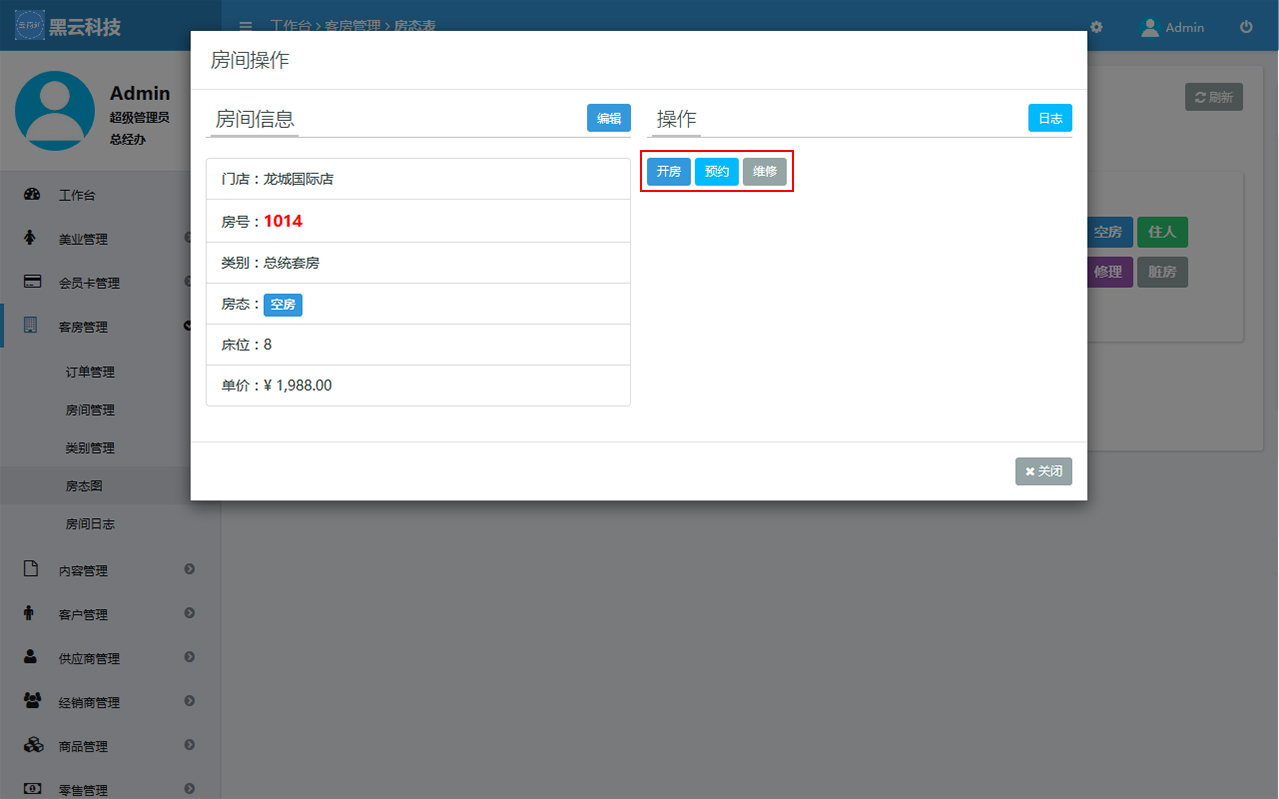 黑云科技
工作台 > 客房管理 > 房态表
Admin
Admin
超级管理员
总经办
刷新
工作台
美业管理
会员卡管理
客房管理
订单管理
房间管理
类别管理
房态图
房间日志
内容管理
客户管理
供应商管理
经销商管理
商品管理
零售管理
房间操作
房间信息
编辑
门店：龙城国际店
房号：1014
类别：总统套房
房态：空房
床位：8
单价：¥ 1,988.00
操作
日志
开房 预约 维修
空房 住人
修理 脏房
关闭